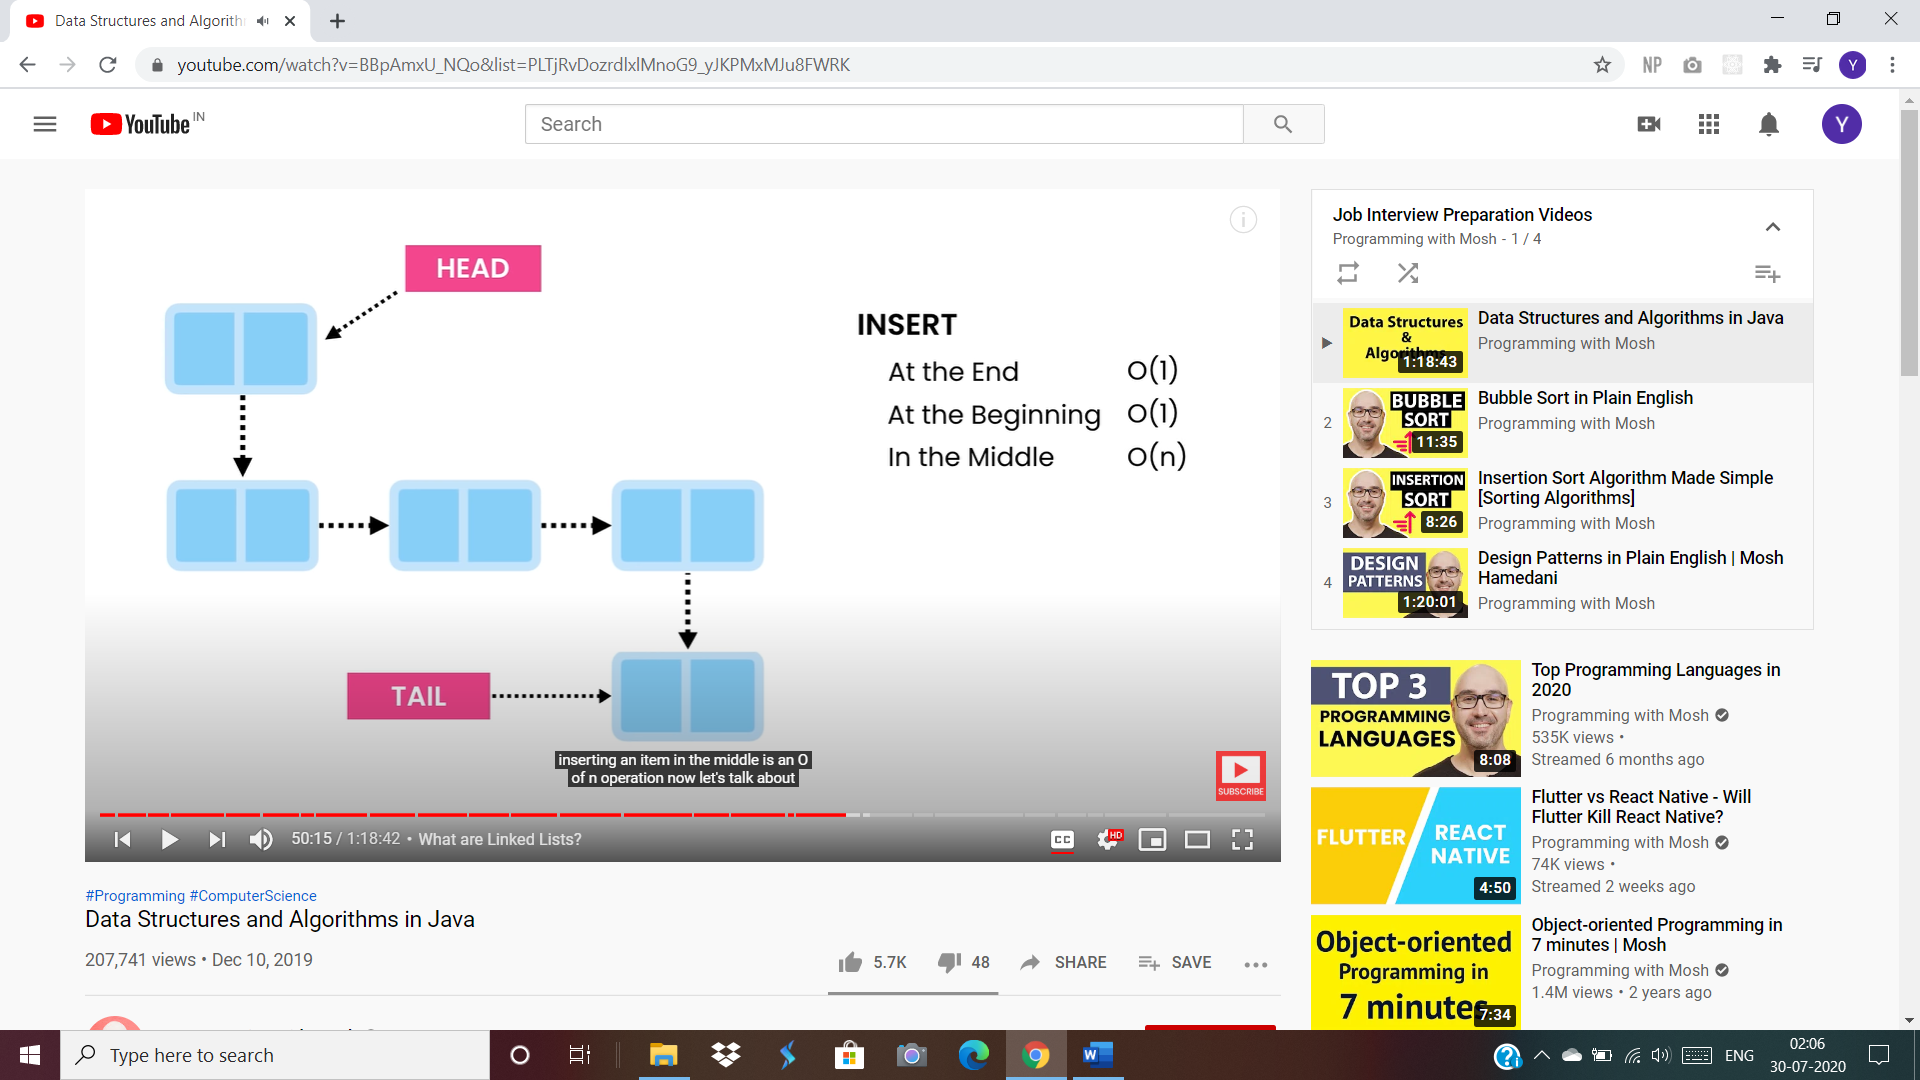 Data Structures and Algorith
youtube.com/watch?v=BBpAmxU_NQo&list=PLTjRvDozrdlxlMnoG9_yJKPMxMJu8FWRK
NP
Y
YouTube IN
Search
Y
HEAD
INSERT
At the End O(1)
At the Beginning O(1)
In the Middle O(n)
TAIL
inserting an item in the middle is an O
of n operation now let's talk about
SUBSCRIBE
50:15 / 1:18:42 • What are Linked Lists?
CC
HD
#Programming #ComputerScience
Data Structures and Algorithms in Java
207,741 views • Dec 10, 2019
5.7K
48
SHARE
SAVE
Job Interview Preparation Videos
Programming with Mosh - 1 / 4
Data Structures
&
Algorithms
1:18:43
Data Structures and Algorithms in Java
Programming with Mosh
2
BUBBLE
SORT
11:35
Bubble Sort in Plain English
Programming with Mosh
3
INSERTION
SORT
8:26
Insertion Sort Algorithm Made Simple
[Sorting Algorithms]
Programming with Mosh
4
DESIGN
PATTERNS
1:20:01
Design Patterns in Plain English | Mosh
Hamedani
Programming with Mosh
TOP 3
PROGRAMMING
LANGUAGES
8:08
Top Programming Languages in
2020
Programming with Mosh
535K views •
Streamed 6 months ago
FLUTTER
REACT
NATIVE
4:50
Flutter vs React Native - Will
Flutter Kill React Native?
Programming with Mosh
74K views •
Streamed 2 weeks ago
Object-oriented
Programming in
7 minutes
7:34
Object-oriented Programming in
7 minutes | Mosh
Programming with Mosh
1.4M views • 2 years ago
Type here to search
ENG
02:06
30-07-2020